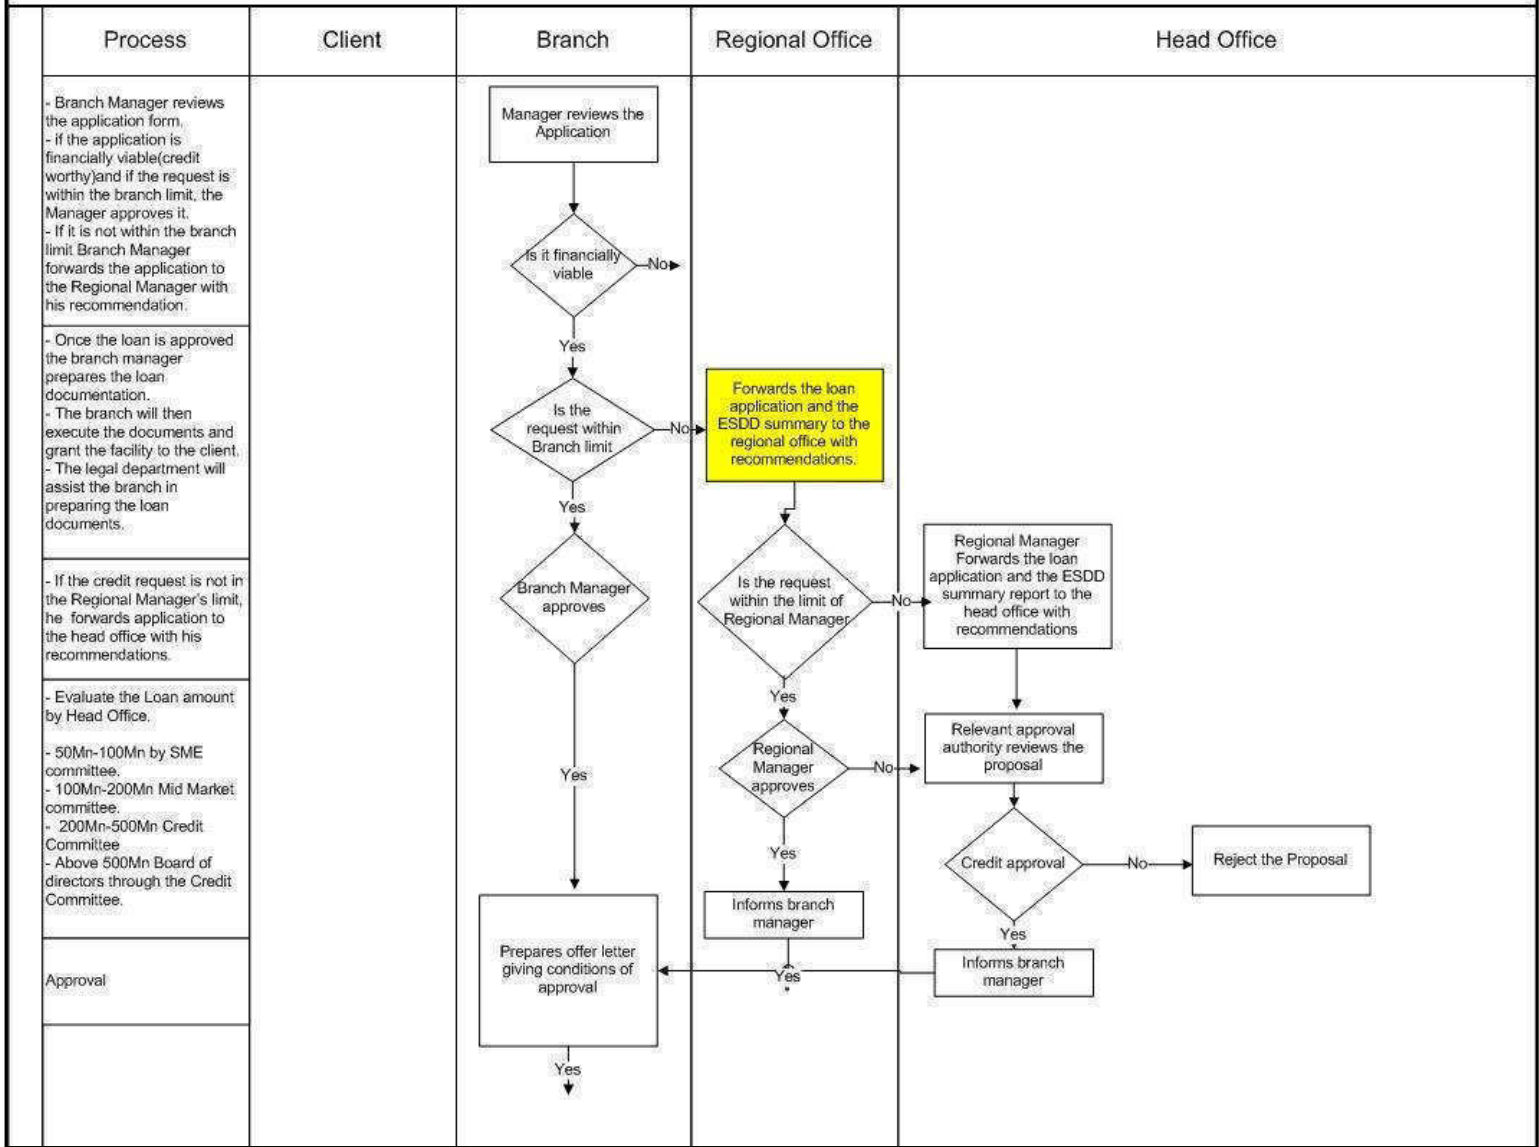 Process
Client
Branch
Regional Office
Head Office
- Branch Manager reviews
the application form.
- if the application is
financially viable(credit
worthy)and if the request is
within the branch limit, the
Manager approves it.
- If it is not within the branch
limit Branch Manager
forwards the application to
the Regional Manager with
his recommendation.
- Once the loan is approved
the branch manager
prepares the loan
documentation.
- The branch will then
execute the documents and
grant the facility to the client.
- The legal department will
assist the branch in
preparing the loan
documents.
- If the credit request is not in
the Regional Manager's limit,
he forwards application to
the head office with his
recommendations.
- Evaluate the Loan amount
by Head Office.
- 50Mn-100Mn by SME
committee.
- 100Mn-200Mn Mid Market
committee.
- 200Mn-500Mn Credit
Committee
- Above 500Mn Board of
directors through the Credit
Committee.
Approval
Manager reviews the
Application
Is it financially
viable
No
Yes
Is the
request within
Branch limit
No
Yes
Branch Manager
approves
Yes
Prepares offer letter
giving conditions of
approval
Yes
Forwards the loan
application and the
ESDD summary to the
regional office with
recommendations.
Is the request
within the limit of
Regional Manager
No
Yes
Regional
Manager
approves
No
Yes
Informs branch
manager
Yes
Regional Manager
Forwards the loan
application and the ESDD
summary report to the
head office with
recommendations
Relevant approval
authority reviews the
proposal
Credit approval
No
Reject the Proposal
Yes
Informs branch
manager